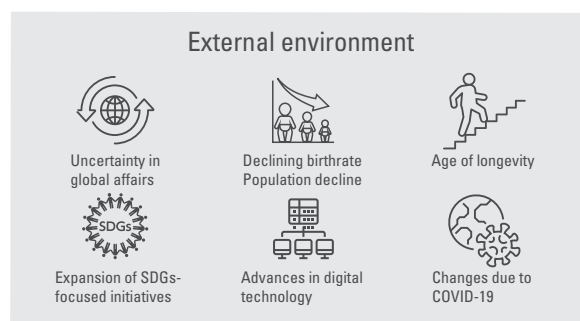 External environment
Uncertainty in
global affairs
Declining birthrate
Population decline
Age of longevity
SDGs
Expansion of SDGs-
focused initiatives
Advances in digital
technology
Changes due to
COVID-19